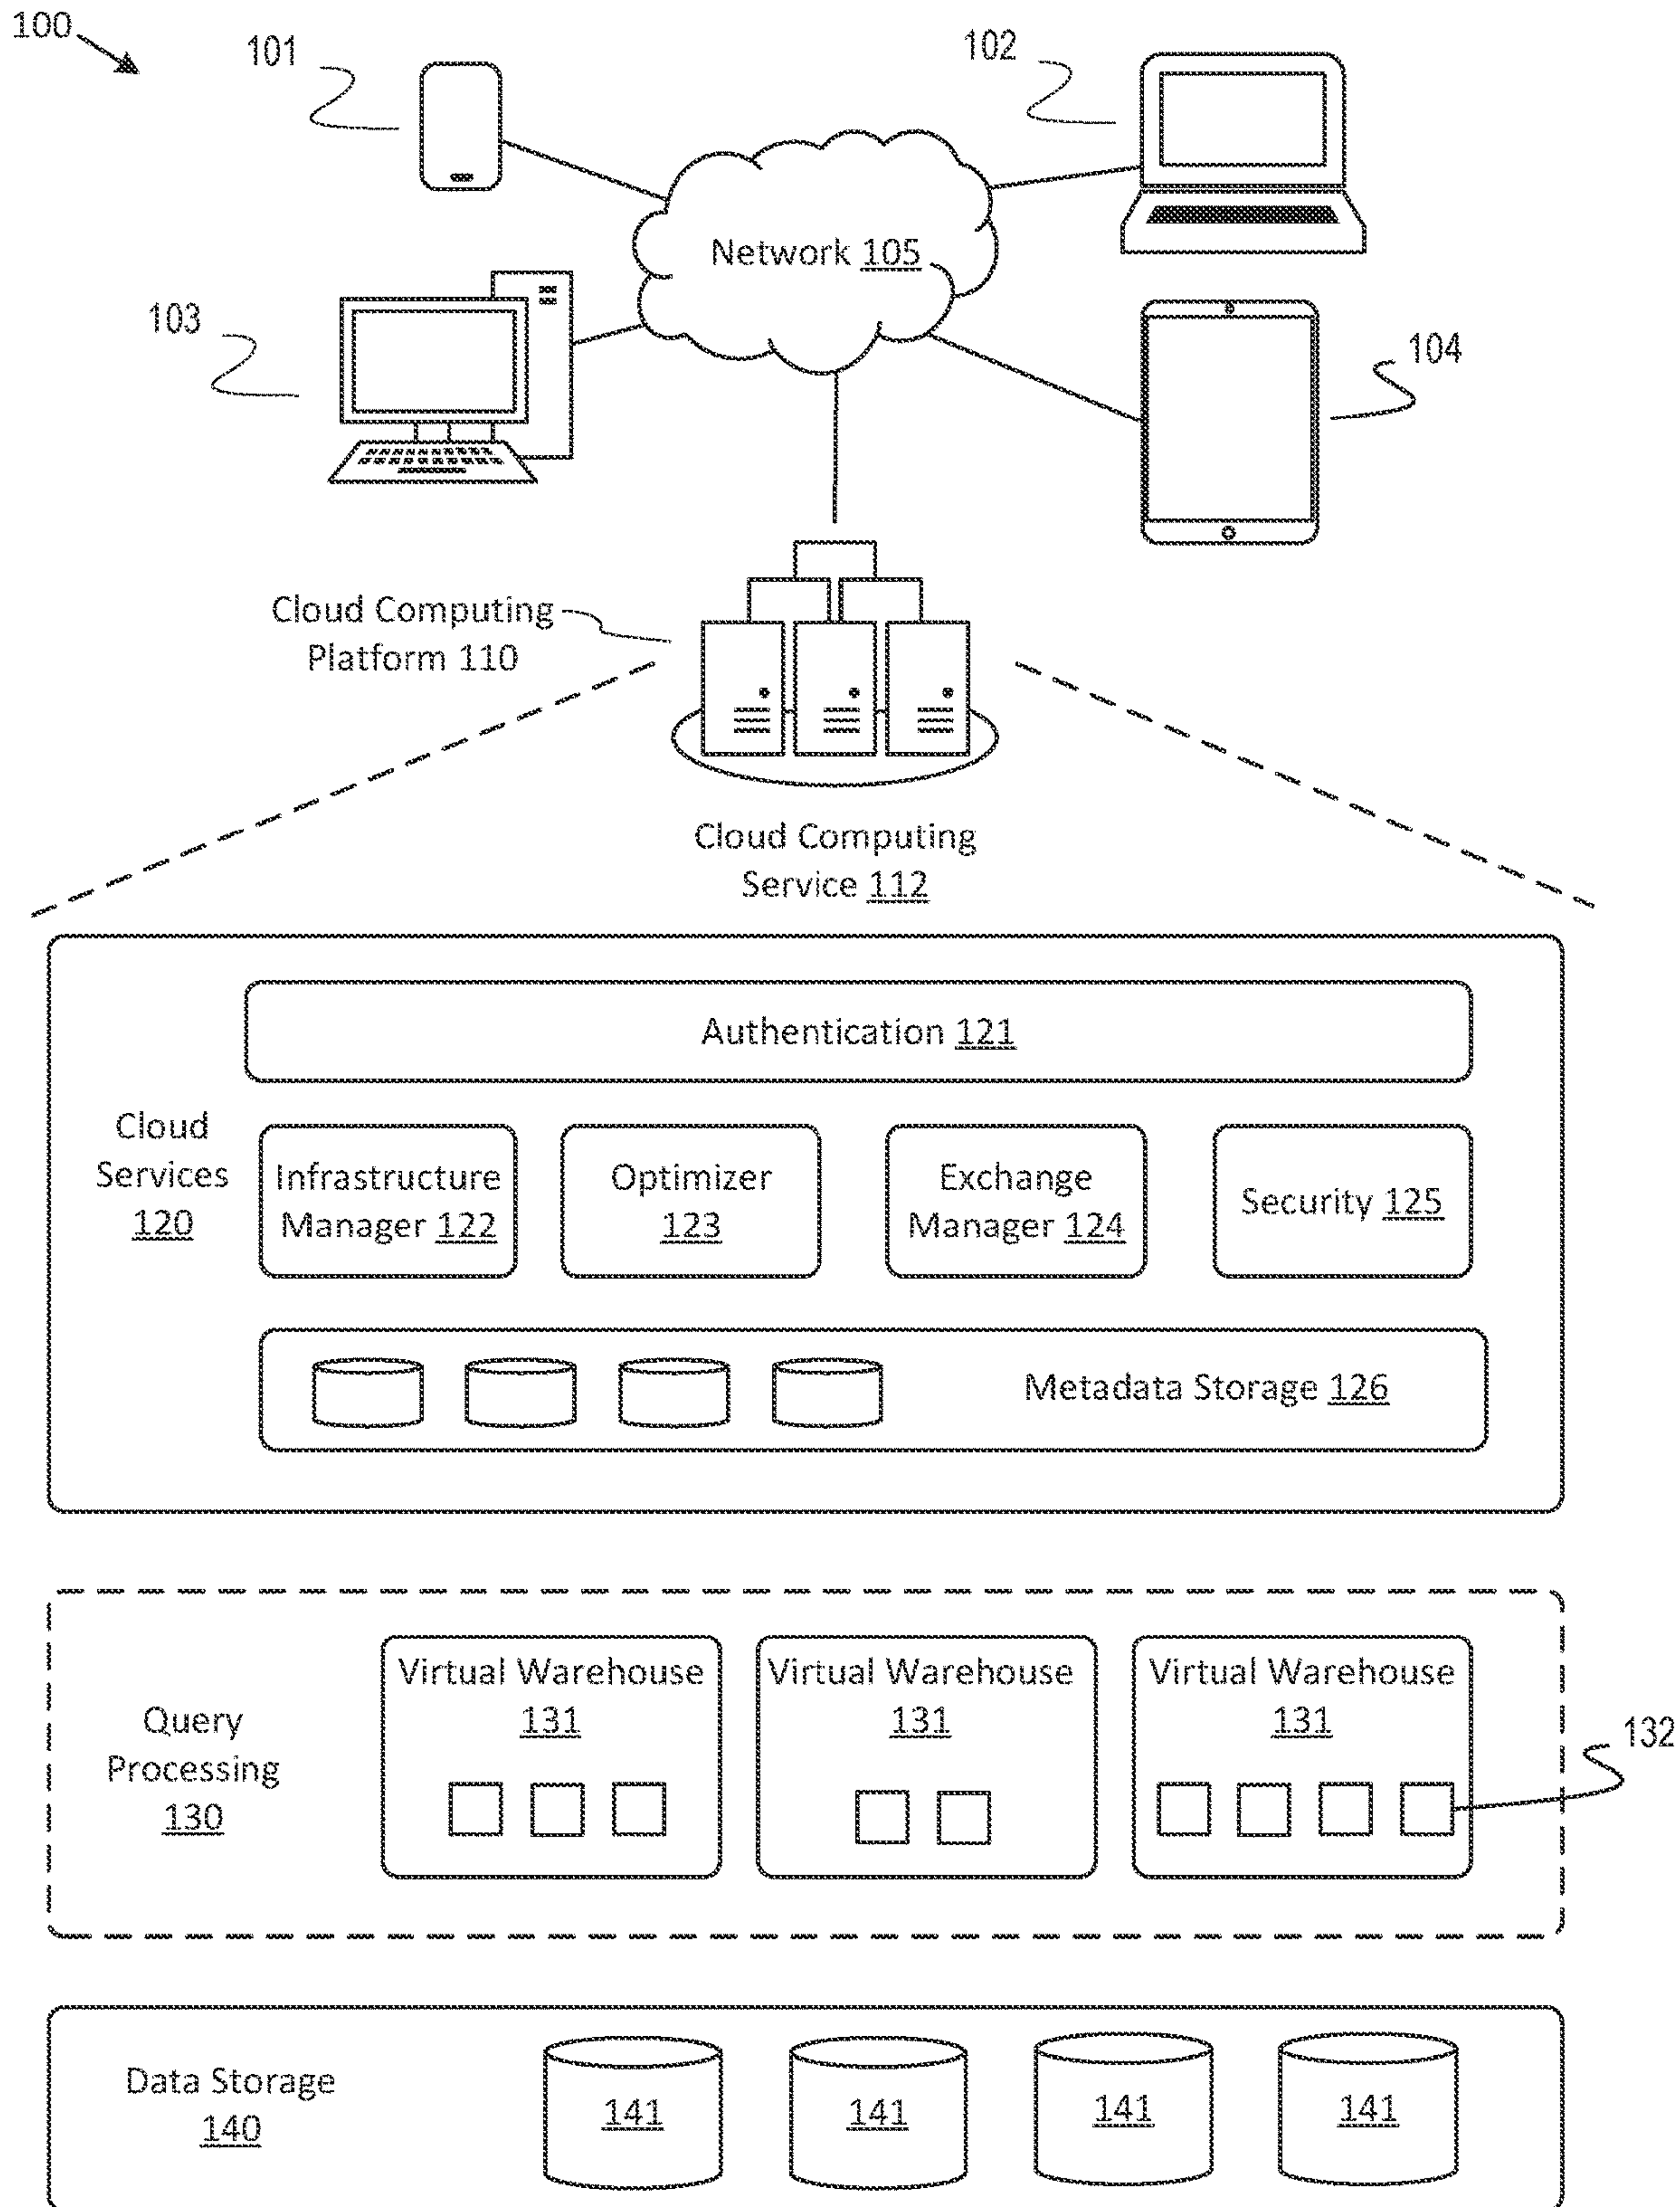 100
101
102
Network 105
103
104
Cloud Computing
Platform 110
Cloud Computing
Service 112
Authentication 121
Cloud
Services
120
Infrastructure
Manager 122
Optimizer
123
Exchange
Manager 124
Security 125
Metadata Storage 126
Query
Processing
130
Virtual Warehouse
131
Virtual Warehouse
131
Virtual Warehouse
131
132
Data Storage
140
141
141
141
141